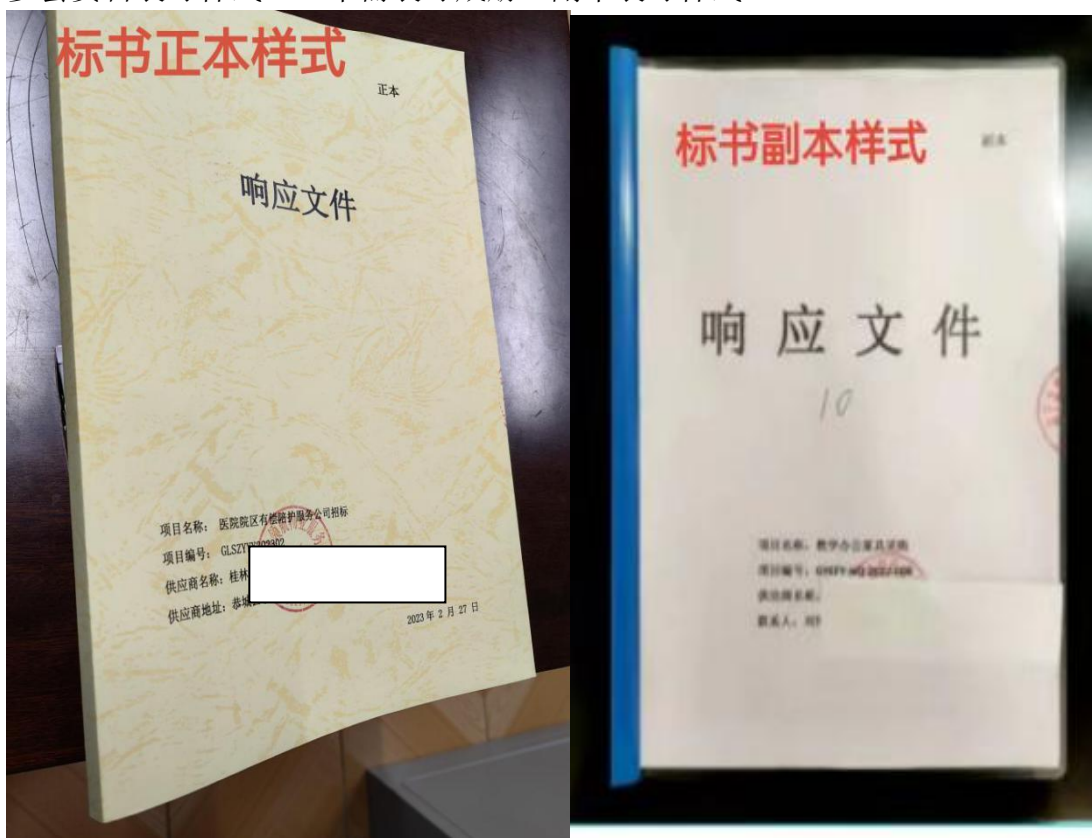 标书正本样式
正本
响应文件
项目名称： 医院院区有偿陪护服务公司招标
项目编号： GLSZY
供应商名称：桂林
供应商地址：恭城
2023 年 2 月 27 日
标书副本样式
副本
响 应 文 件
10
项目名称：教学办公家具采购
项目编号：
供应商名称：
联系人：